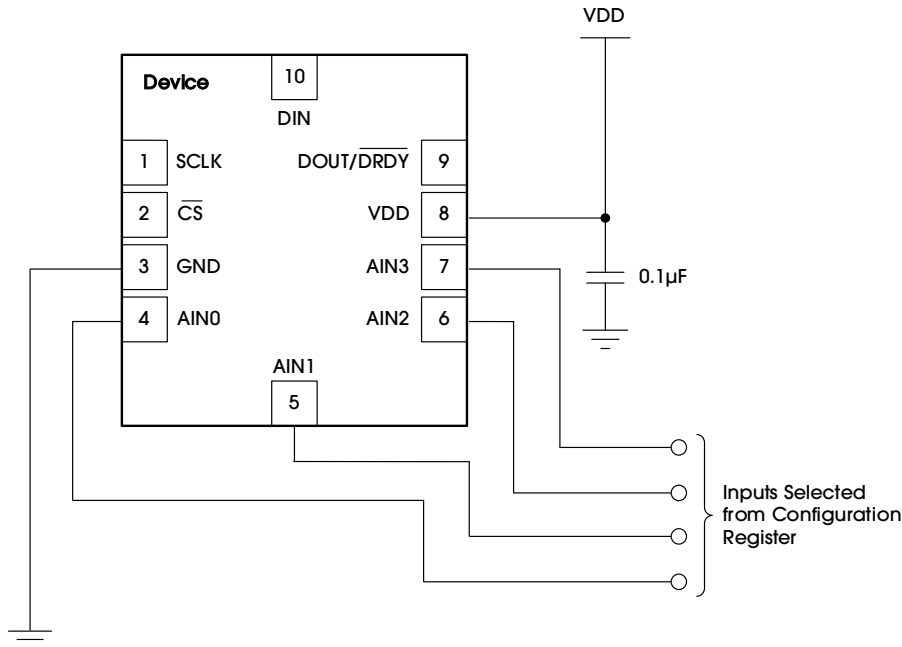 VDD
Device
10
DIN
1 SCLK
DOUT/DRDY 9
2 CS
VDD 8
3 GND
AIN3 7
0.1µF
4 AIN0
AIN2 6
AIN1
5
Inputs Selected
from Configuration
Register